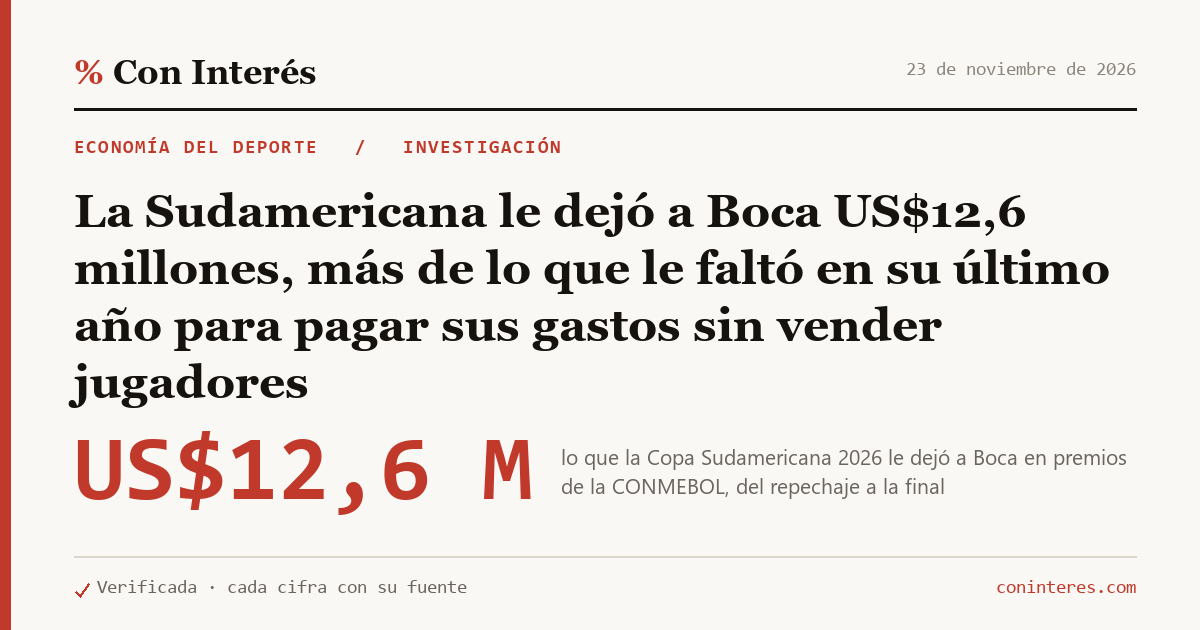 % Con Interés
23 de noviembre de 2026
ECONOMÍA DEL DEPORTE / INVESTIGACIÓN
La Sudamericana le dejó a Boca US$12,6
millones, más de lo que le faltó en su último
año para pagar sus gastos sin vender
jugadores
US$12,6 M
lo que la Copa Sudamericana 2026 le dejó a Boca en premios
de la CONMEBOL, del repechaje a la final
Verificada · cada cifra con su fuente
coninteres.com